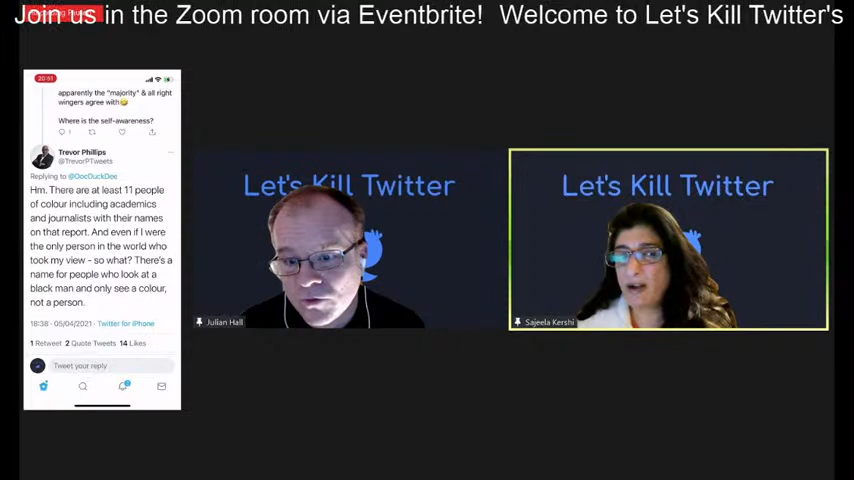 Join us in the Zoom room via Eventbrite! Welcome to Let's Kill Twitter's
20:51
apparently the "majority" & all right
wingers agree with🤣
Where is the self-awareness?
1
Trevor Phillips
@TrevorPTweets
Replying to @DocDuckDee
Hm. There are at least 11 people
of colour including academics
and journalists with their names
on that report. And even if I were
the only person in the world who
took my view - so what? There's a
name for people who look at a
black man and only see a colour,
not a person.
18:38 · 05/04/2021 · Twitter for iPhone
1 Retweet 2 Quote Tweets 14 Likes
Tweet your reply
2
Let's Kill Twitter
Julian Hall
Let's Kill Twitter
Sajeela Kershi